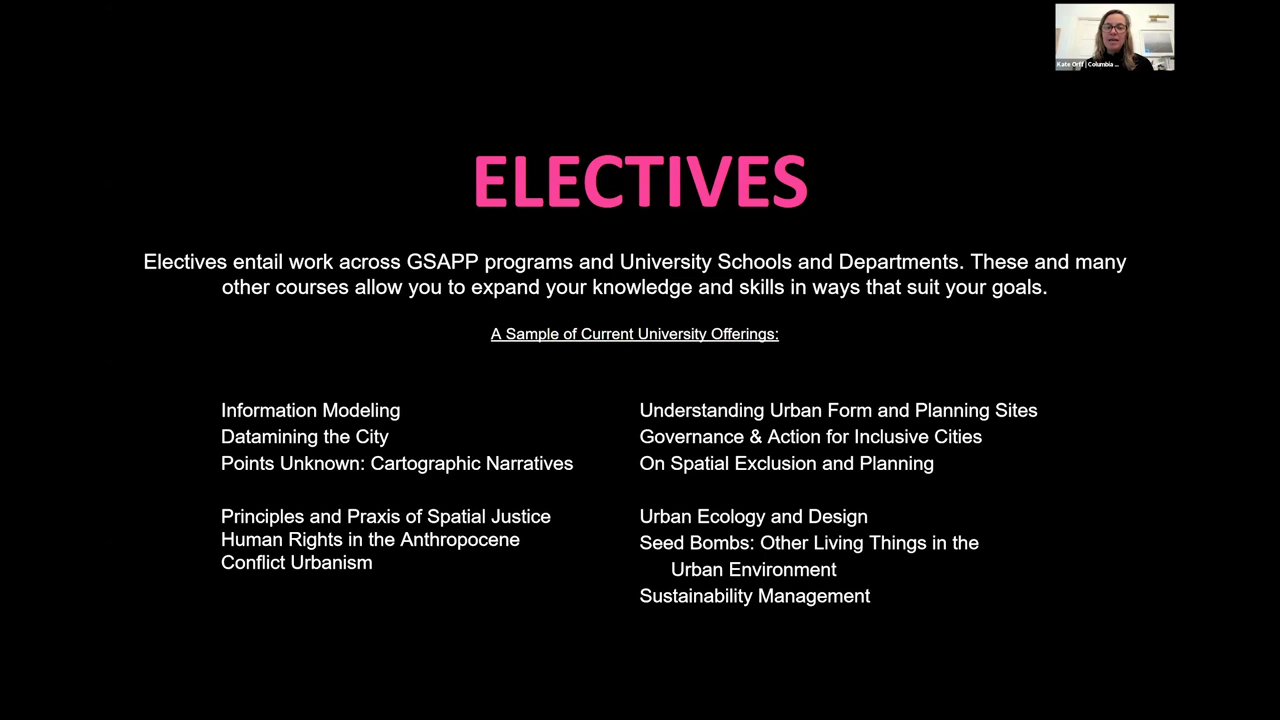 Kate Orff | Columbia ...
ELECTIVES
Electives entail work across GSAPP programs and University Schools and Departments. These and many
other courses allow you to expand your knowledge and skills in ways that suit your goals.
A Sample of Current University Offerings:
Information Modeling
Datamining the City
Points Unknown: Cartographic Narratives
Principles and Praxis of Spatial Justice
Human Rights in the Anthropocene
Conflict Urbanism
Understanding Urban Form and Planning Sites
Governance & Action for Inclusive Cities
On Spatial Exclusion and Planning
Urban Ecology and Design
Seed Bombs: Other Living Things in the
Urban Environment
Sustainability Management